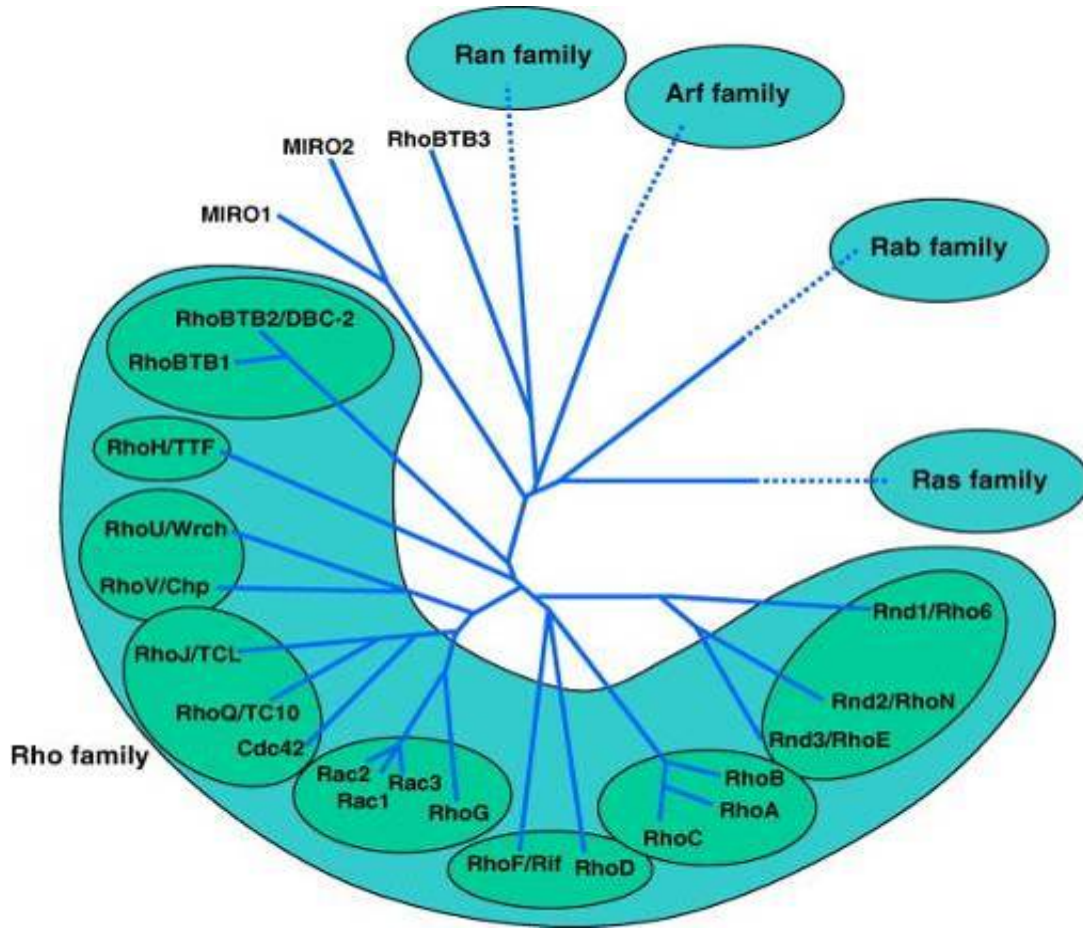 Ran family
Arf family
RhoBTB3
MIRO2
MIRO1
Rab family
RhoBTB2/DBC-2
RhoBTB1
RhoH/TTF
Ras family
RhoU/Wrch
RhoV/Chp
Rnd1/Rho6
RhoJ/TCL
RhoQ/TC10
Rnd2/RhoN
Cdc42
Rnd3/RhoE
Rho family
Rac2
Rac3
Rac1
RhoG
RhoB
RhoA
RhoC
RhoF/Rif
RhoD